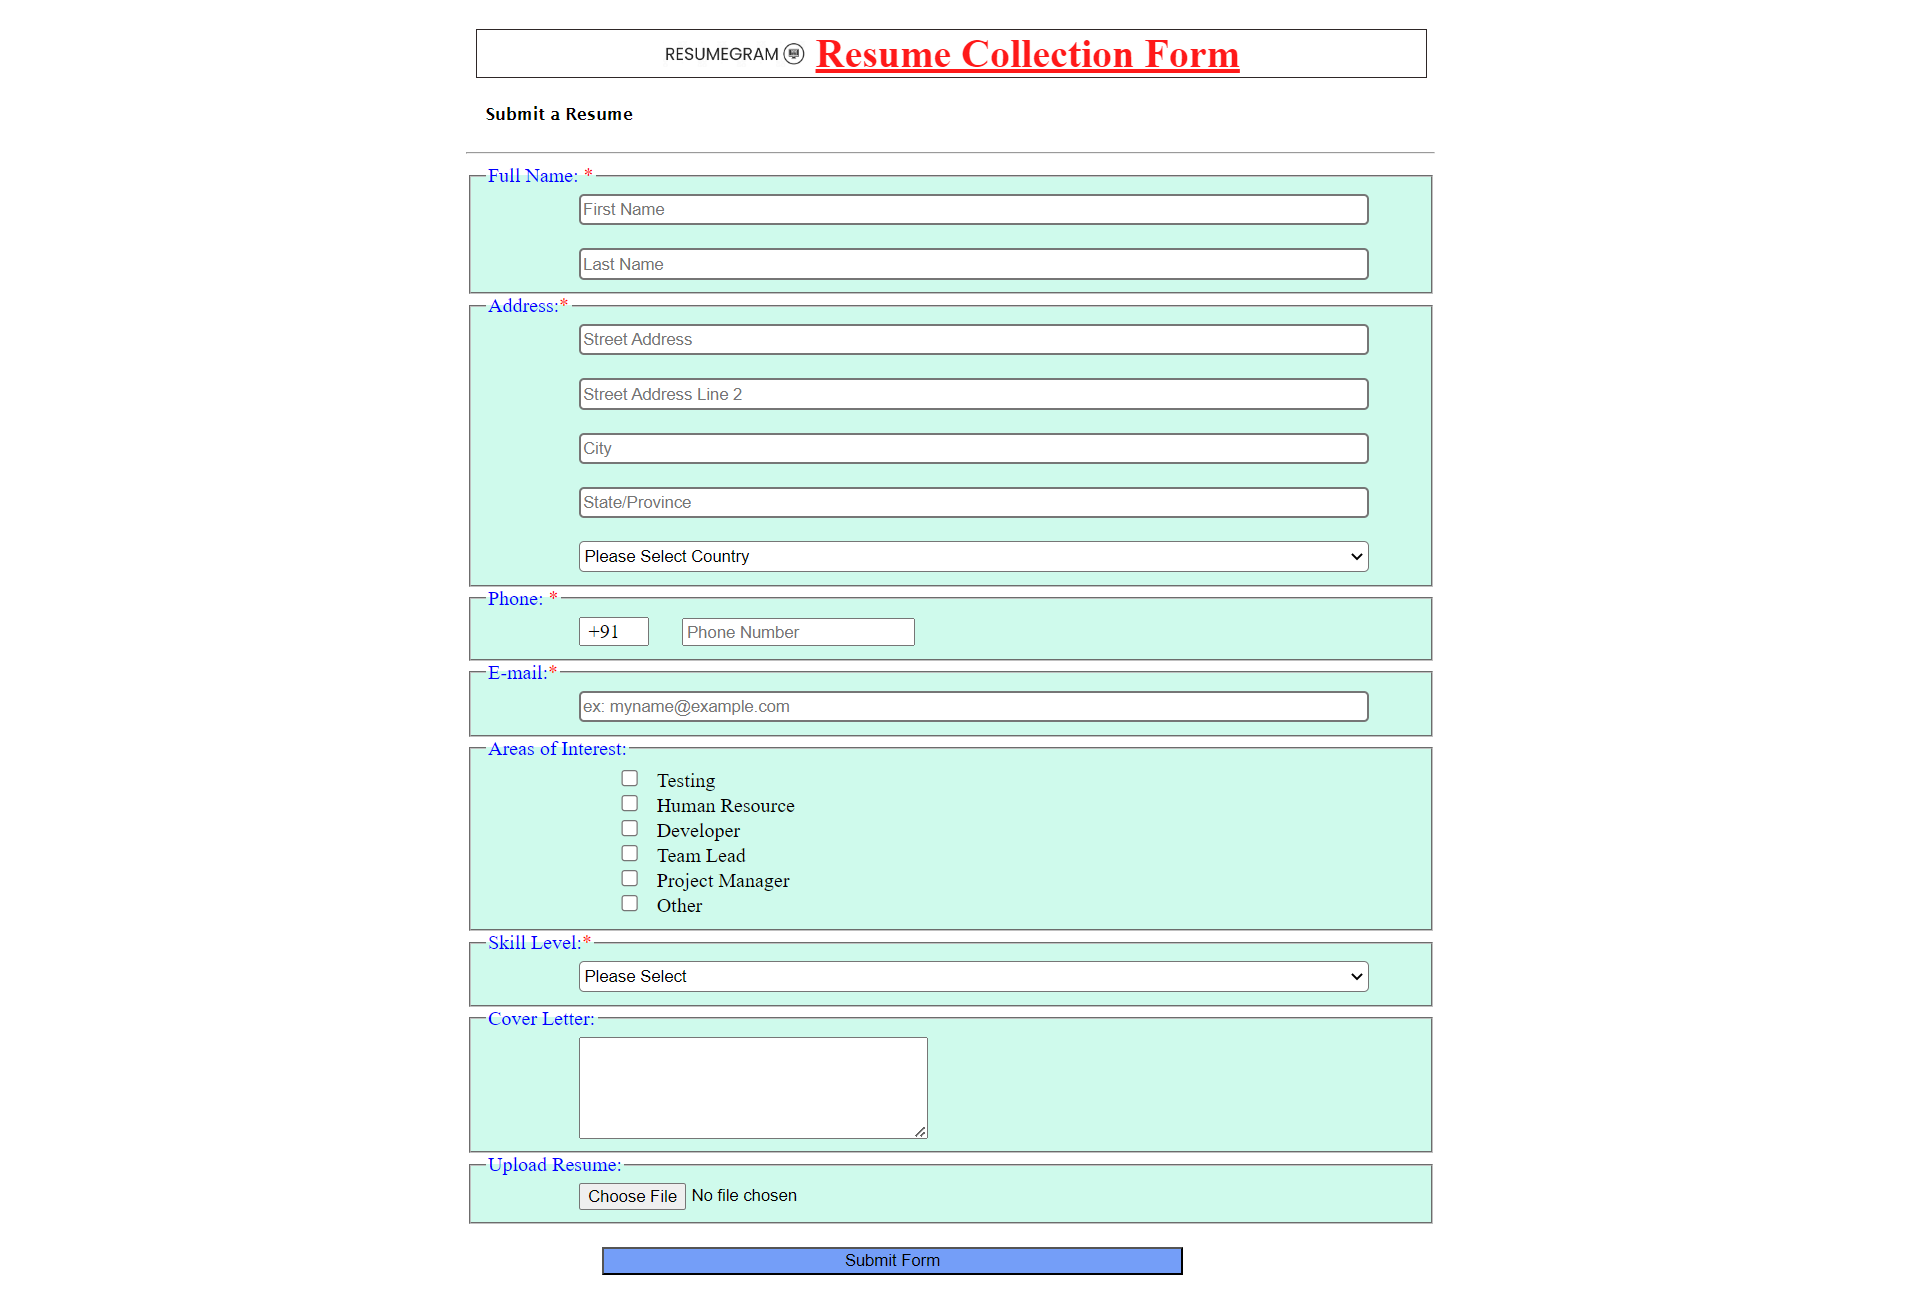 RESUMEGRAM Resume Collection Form
Submit a Resume
Full Name: *
First Name
Last Name
Address:*
Street Address
Street Address Line 2
City
State/Province
Please Select Country
Phone: *
+91 Phone Number
E-mail:*
ex: myname@example.com
Areas of Interest:
Testing
Human Resource
Developer
Team Lead
Project Manager
Other
Skill Level:*
Please Select
Cover Letter:
Upload Resume:
Choose File No file chosen
Submit Form